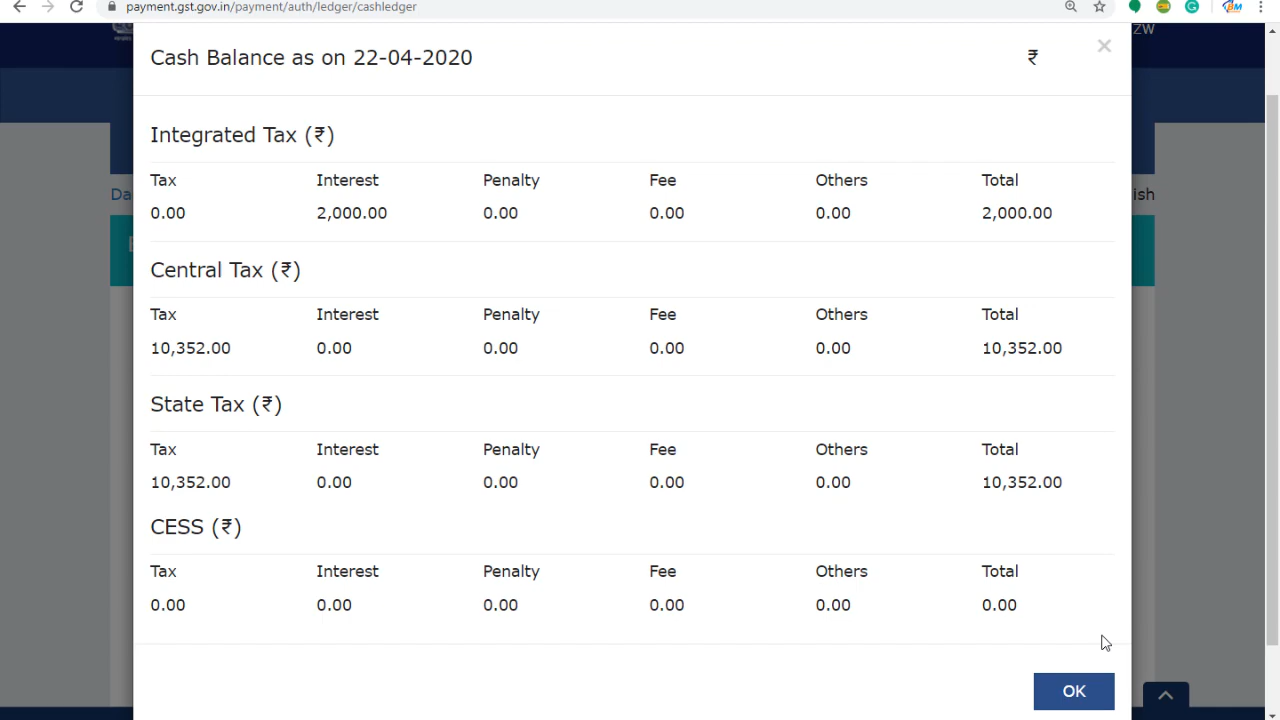 payment.gst.gov.in/payment/auth/ledger/cashledger
ZW
Cash Balance as on 22-04-2020 ₹ ×
Integrated Tax (₹)
Tax Interest Penalty Fee Others Total
0.00 2,000.00 0.00 0.00 0.00 2,000.00
Da ish
Central Tax (₹)
Tax Interest Penalty Fee Others Total
10,352.00 0.00 0.00 0.00 0.00 10,352.00
State Tax (₹)
Tax Interest Penalty Fee Others Total
10,352.00 0.00 0.00 0.00 0.00 10,352.00
CESS (₹)
Tax Interest Penalty Fee Others Total
0.00 0.00 0.00 0.00 0.00 0.00
OK